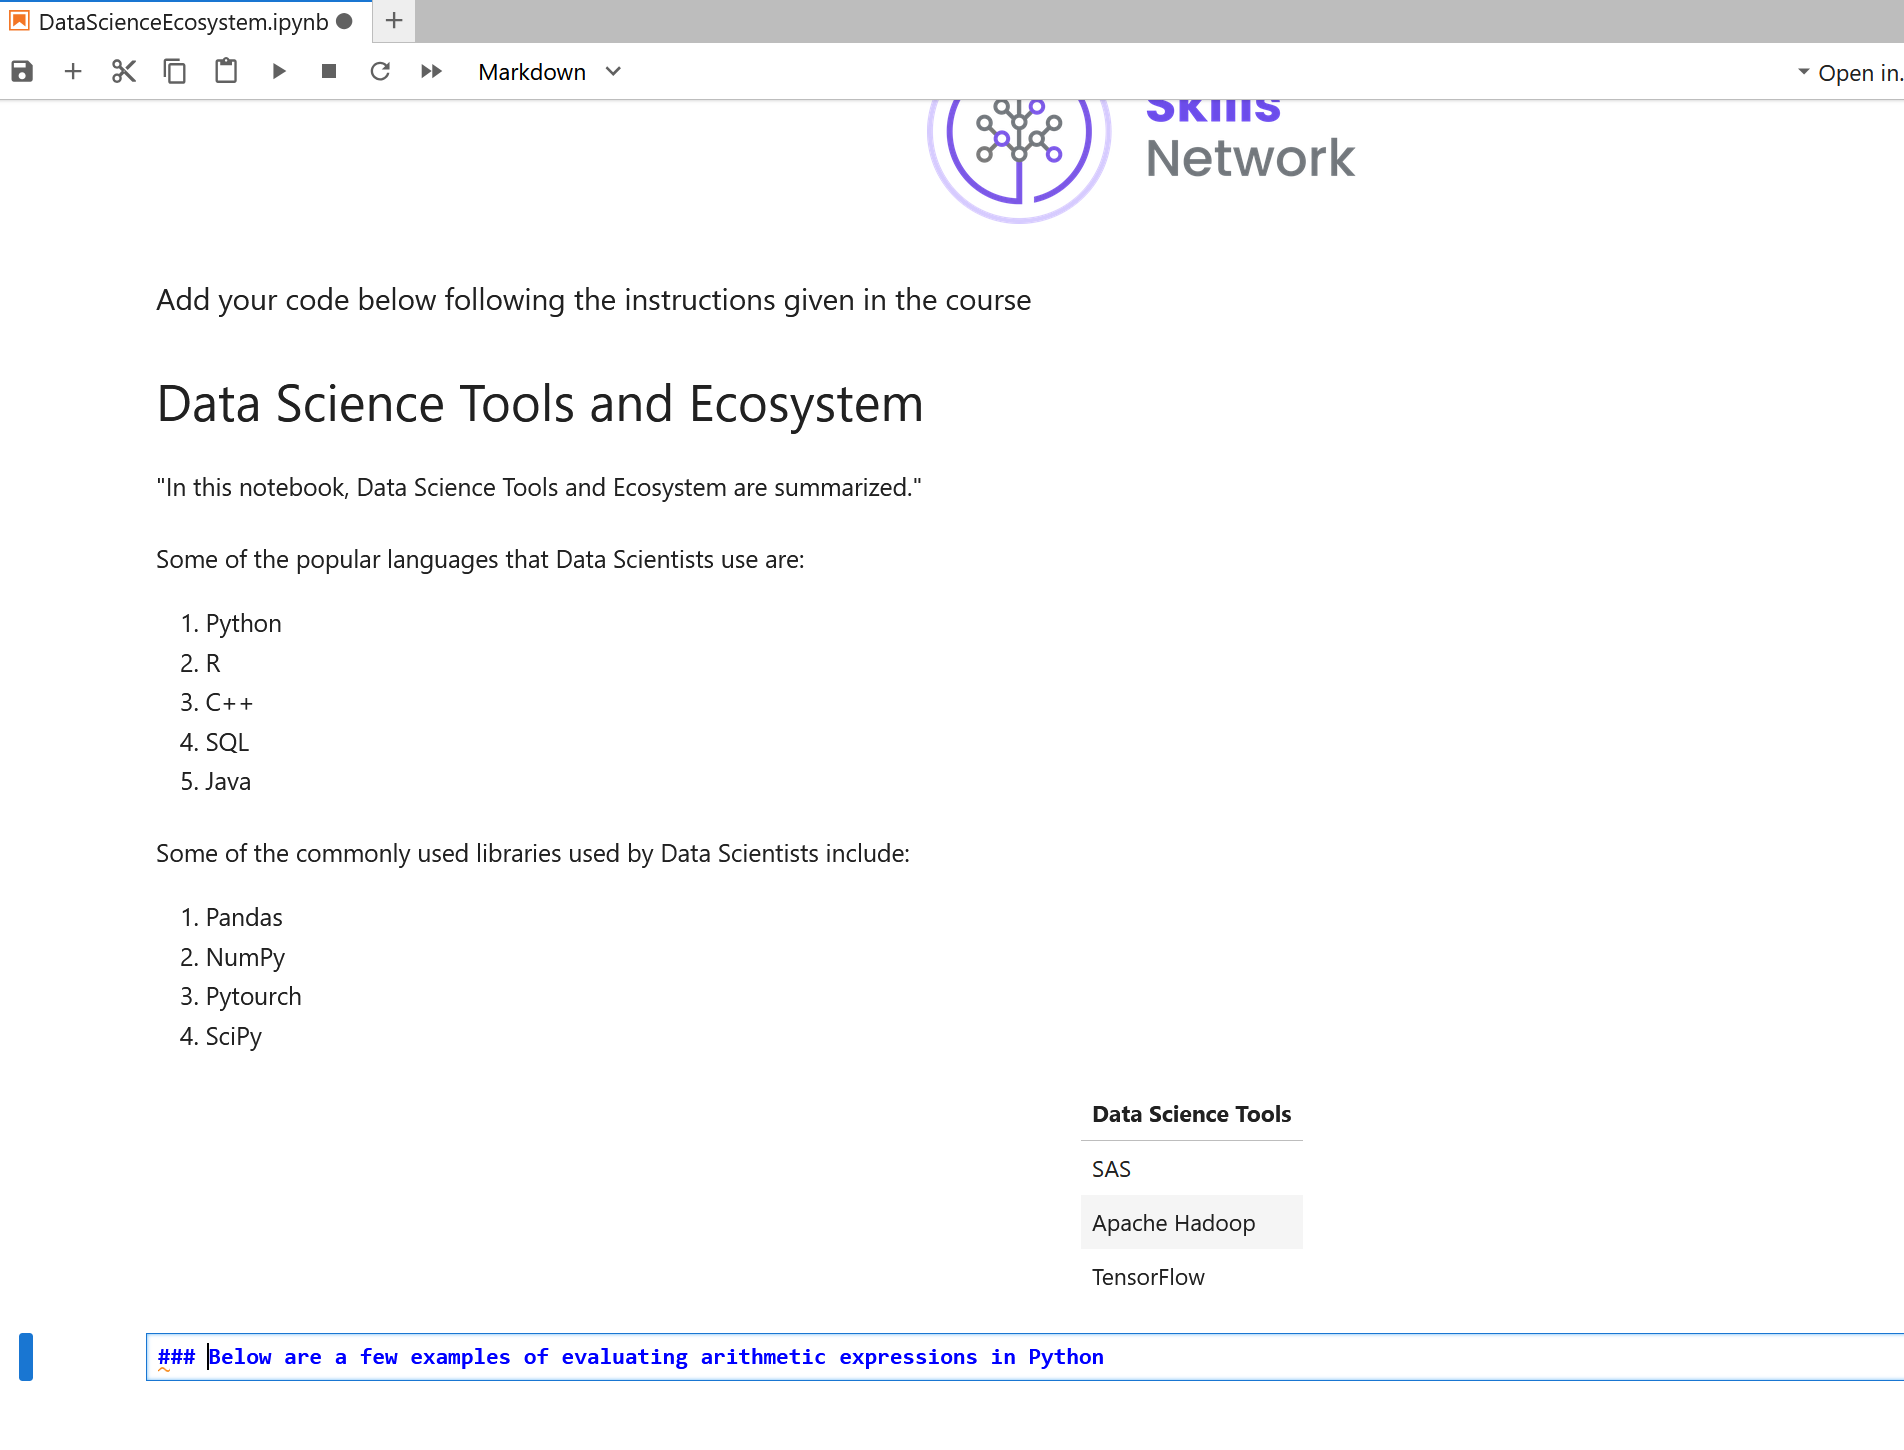 DataScienceEcosystem.ipynb
Markdown
Open in.
Skills
Network
Add your code below following the instructions given in the course
Data Science Tools and Ecosystem
"In this notebook, Data Science Tools and Ecosystem are summarized."
Some of the popular languages that Data Scientists use are:
1. Python
2. R
3. C++
4. SQL
5. Java
Some of the commonly used libraries used by Data Scientists include:
1. Pandas
2. NumPy
3. Pytourch
4. SciPy
Data Science Tools
SAS
Apache Hadoop
TensorFlow
### Below are a few examples of evaluating arithmetic expressions in Python